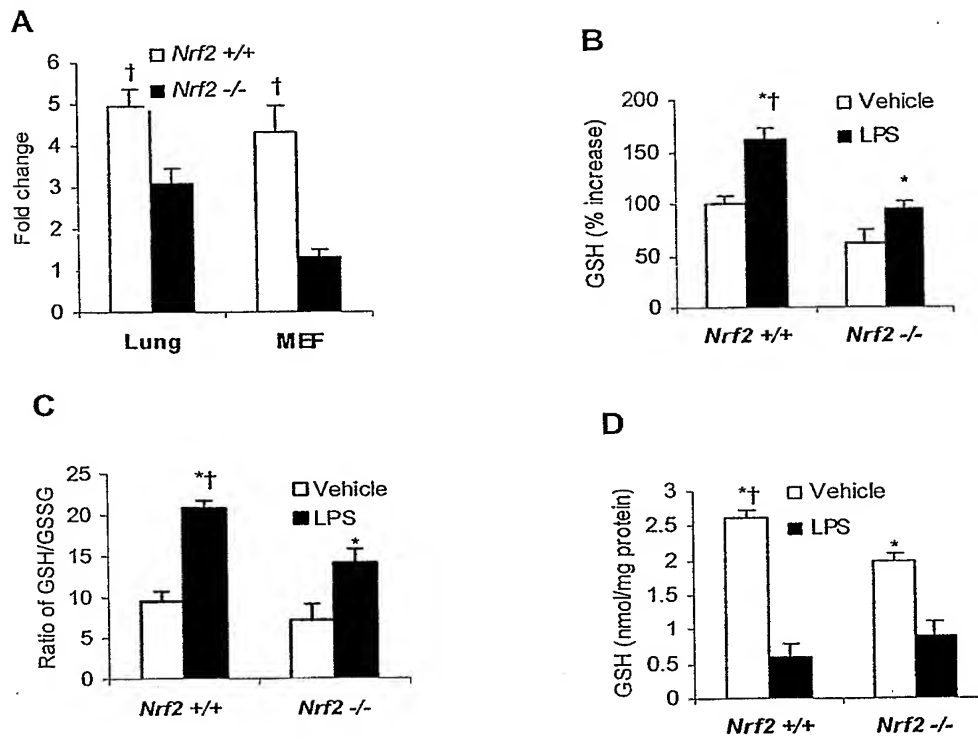 A
Nrf2 +/+
Nrf2 -/-
Fold change
6
5
4
3
2
1
0
†
†
Lung
MEF
B
Vehicle
LPS
GSH (% increase)
200
150
100
50
0
*†
*
Nrf2 +/+
Nrf2 -/-
C
Vehicle
LPS
Ratio of GSH/GSSG
25
20
15
10
5
0
*†
*
Nrf2 +/+
Nrf2 -/-
D
Vehicle
LPS
GSH (nmol/mg protein)
3
2.5
2
1.5
1
0.5
0
*†
*
Nrf2 +/+
Nrf2 -/-